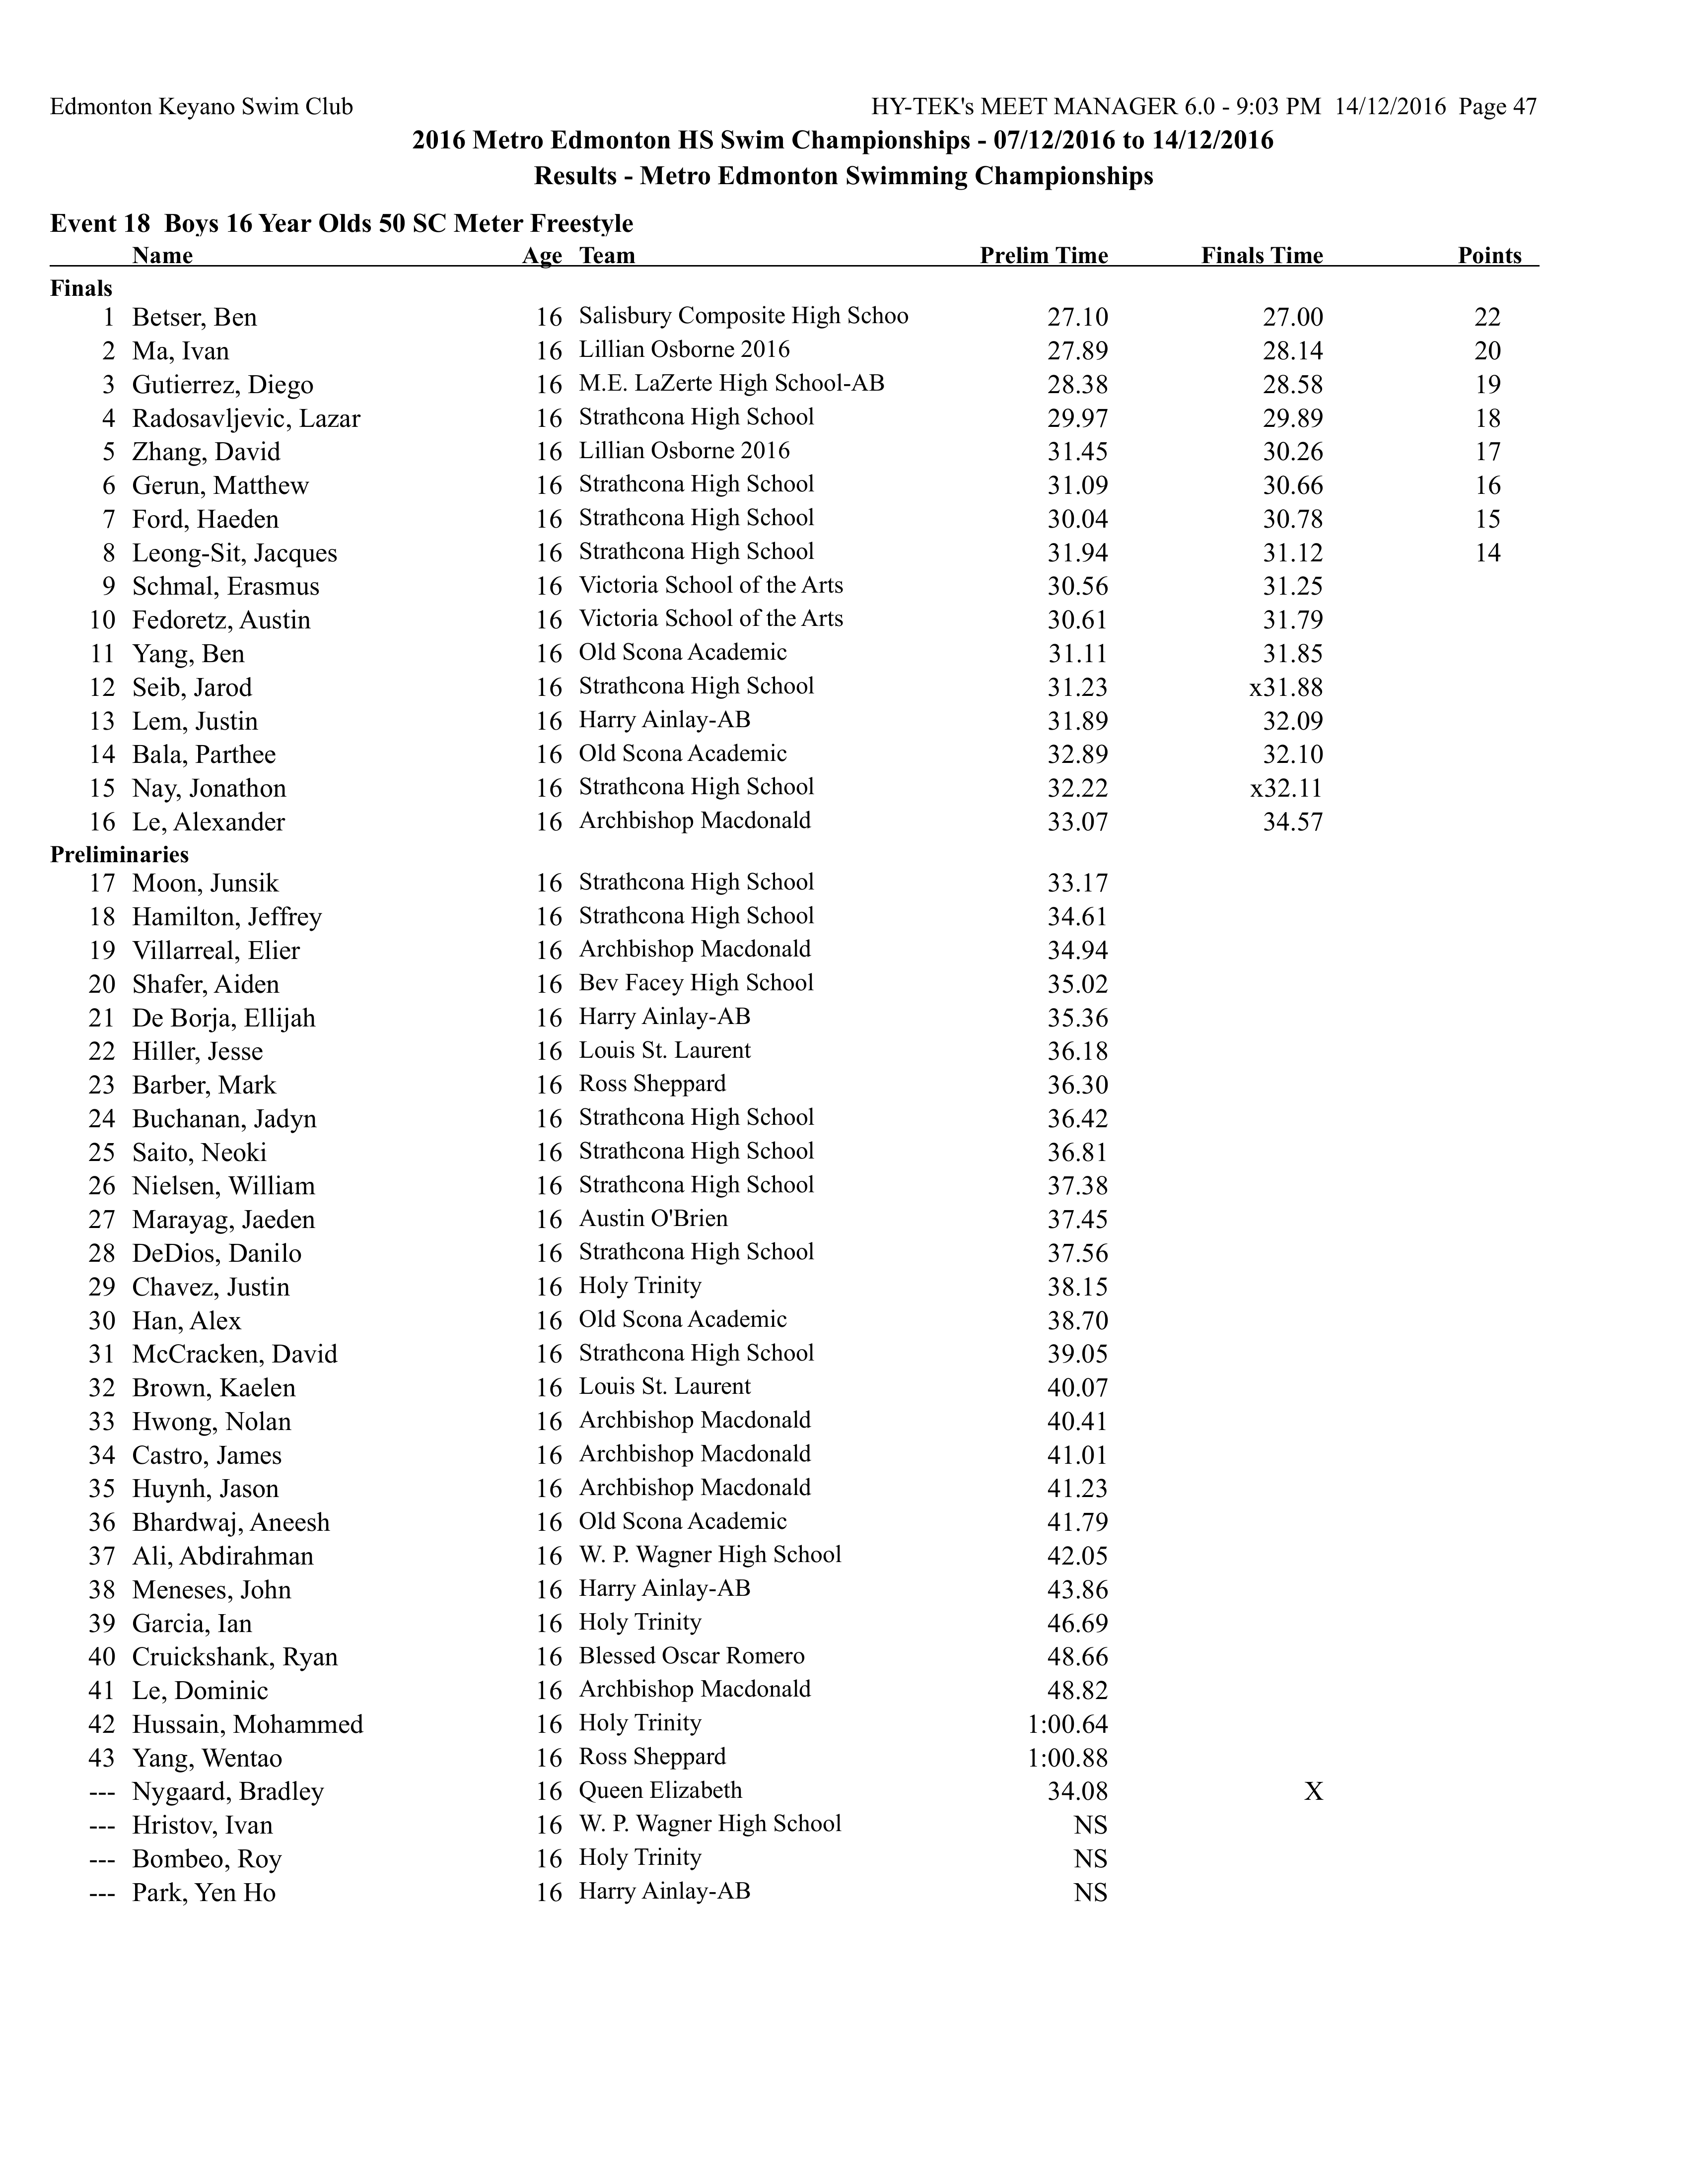 Edmonton Keyano Swim Club HY-TEK's MEET MANAGER 6.0 - 9:03 PM 14/12/2016 Page 47
2016 Metro Edmonton HS Swim Championships - 07/12/2016 to 14/12/2016
Results - Metro Edmonton Swimming Championships
Event 18 Boys 16 Year Olds 50 SC Meter Freestyle
Name Age Team Prelim Time Finals Time Points
Finals
1 Betser, Ben 16 Salisbury Composite High Schoo 27.10 27.00 22
2 Ma, Ivan 16 Lillian Osborne 2016 27.89 28.14 20
3 Gutierrez, Diego 16 M.E. LaZerte High School-AB 28.38 28.58 19
4 Radosavljevic, Lazar 16 Strathcona High School 29.97 29.89 18
5 Zhang, David 16 Lillian Osborne 2016 31.45 30.26 17
6 Gerun, Matthew 16 Strathcona High School 31.09 30.66 16
7 Ford, Haeden 16 Strathcona High School 30.04 30.78 15
8 Leong-Sit, Jacques 16 Strathcona High School 31.94 31.12 14
9 Schmal, Erasmus 16 Victoria School of the Arts 30.56 31.25
10 Fedoretz, Austin 16 Victoria School of the Arts 30.61 31.79
11 Yang, Ben 16 Old Scona Academic 31.11 31.85
12 Seib, Jarod 16 Strathcona High School 31.23 x31.88
13 Lem, Justin 16 Harry Ainlay-AB 31.89 32.09
14 Bala, Parthee 16 Old Scona Academic 32.89 32.10
15 Nay, Jonathon 16 Strathcona High School 32.22 x32.11
16 Le, Alexander 16 Archbishop Macdonald 33.07 34.57
Preliminaries
17 Moon, Junsik 16 Strathcona High School 33.17
18 Hamilton, Jeffrey 16 Strathcona High School 34.61
19 Villarreal, Elier 16 Archbishop Macdonald 34.94
20 Shafer, Aiden 16 Bev Facey High School 35.02
21 De Borja, Ellijah 16 Harry Ainlay-AB 35.36
22 Hiller, Jesse 16 Louis St. Laurent 36.18
23 Barber, Mark 16 Ross Sheppard 36.30
24 Buchanan, Jadyn 16 Strathcona High School 36.42
25 Saito, Neoki 16 Strathcona High School 36.81
26 Nielsen, William 16 Strathcona High School 37.38
27 Marayag, Jaeden 16 Austin O'Brien 37.45
28 DeDios, Danilo 16 Strathcona High School 37.56
29 Chavez, Justin 16 Holy Trinity 38.15
30 Han, Alex 16 Old Scona Academic 38.70
31 McCracken, David 16 Strathcona High School 39.05
32 Brown, Kaelen 16 Louis St. Laurent 40.07
33 Hwong, Nolan 16 Archbishop Macdonald 40.41
34 Castro, James 16 Archbishop Macdonald 41.01
35 Huynh, Jason 16 Archbishop Macdonald 41.23
36 Bhardwaj, Aneesh 16 Old Scona Academic 41.79
37 Ali, Abdirahman 16 W. P. Wagner High School 42.05
38 Meneses, John 16 Harry Ainlay-AB 43.86
39 Garcia, Ian 16 Holy Trinity 46.69
40 Cruickshank, Ryan 16 Blessed Oscar Romero 48.66
41 Le, Dominic 16 Archbishop Macdonald 48.82
42 Hussain, Mohammed 16 Holy Trinity 1:00.64
43 Yang, Wentao 16 Ross Sheppard 1:00.88
--- Nygaard, Bradley 16 Queen Elizabeth 34.08 X
--- Hristov, Ivan 16 W. P. Wagner High School NS
--- Bombeo, Roy 16 Holy Trinity NS
--- Park, Yen Ho 16 Harry Ainlay-AB NS